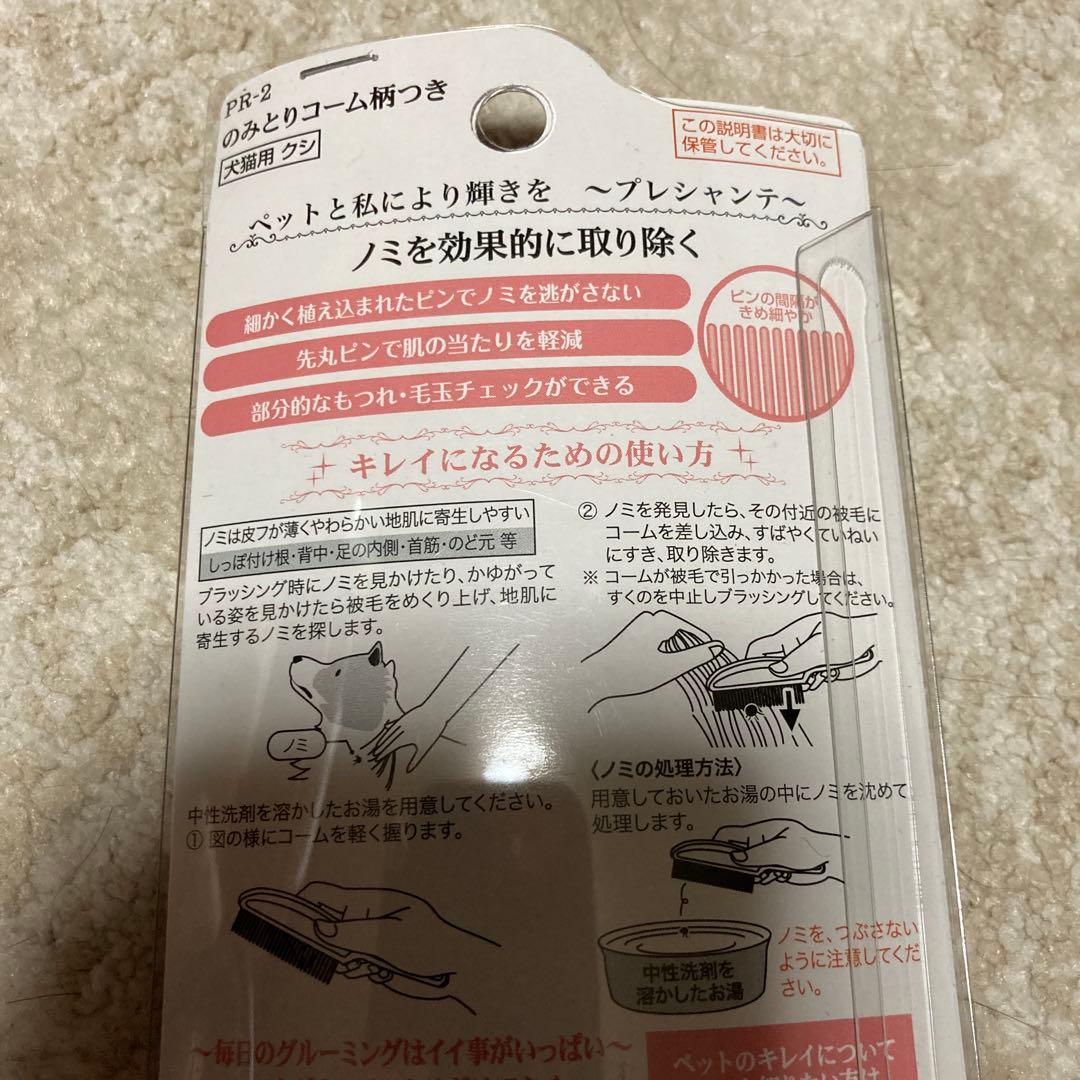 PR-2
のみとりコーム柄つき
犬猫用 クシ
この説明書は大切に
保管してください。
ペットと私により輝きを ～プレシャンテ～
ノミを効果的に取り除く
細かく植え込まれたピンでノミを逃がさない
先丸ピンで肌の当たりを軽減
部分的なもつれ・毛玉チェックができる
ピンの間隔が
きめ細やか
キレイになるための使い方
ノミは皮フが薄くやわらかい地肌に寄生しやすい
しっぽ付け根・背中・足の内側・首筋・のど元 等
ブラッシング時にノミを見かけたり、かゆがって
いる姿を見かけたら被毛をめくり上げ、地肌に
寄生するノミを探します。
ノミ
中性洗剤を溶かしたお湯を用意してください。
① 図の様にコームを軽く握ります。
② ノミを発見したら、その付近の被毛に
コームを差し込み、すばやくていねい
にすき、取り除きます。
※ コームが被毛で引っかかった場合は、
すくのを中止しブラッシングしてください。
〈ノミの処理方法〉
用意しておいたお湯の中にノミを沈めて
処理します。
中性洗剤を
溶かしたお湯
ノミを、つぶさない
ように注意してくだ
さい。
～毎日のグルーミングはイイ事がいっぱい～
ペットのキレイについて